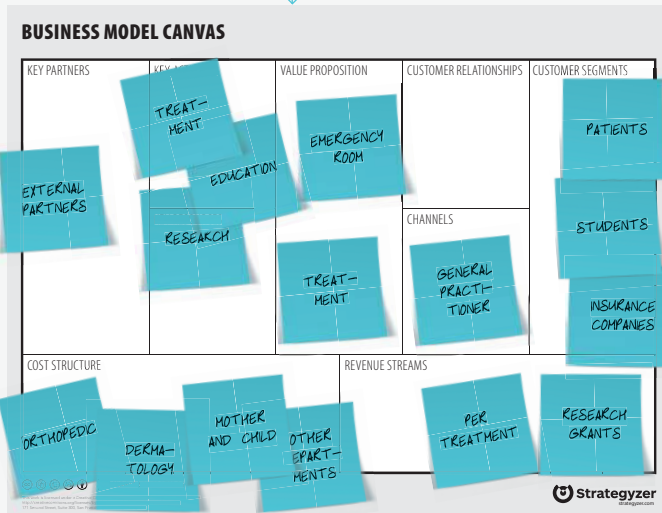 BUSINESS MODEL CANVAS
KEY PARTNERS
EXTERNAL
PARTNERS
TREAT-
MENT
EDUCATION
RESEARCH
VALUE PROPOSITION
EMERGENCY
ROOM
TREAT-
MENT
CUSTOMER RELATIONSHIPS
CHANNELS
GENERAL
PRACTI-
TIONER
CUSTOMER SEGMENTS
PATIENTS
STUDENTS
INSURANCE
COMPANIES
COST STRUCTURE
ORTHOPEDIC
DERMA-
TOLOGY
MOTHER
AND CHILD
OTHER
EPART-
MENTS
REVENUE STREAMS
PER
TREATMENT
RESEARCH
GRANTS
Strategyzer
strategyzer.com